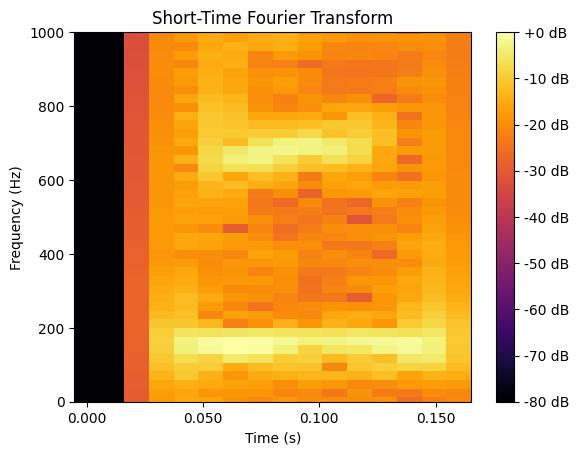 Short-Time Fourier Transform
1000
800
600
400
200
0
Frequency (Hz)
0.000
0.050
0.100
0.150
Time (s)
+0 dB
-10 dB
-20 dB
-30 dB
-40 dB
-50 dB
-60 dB
-70 dB
-80 dB